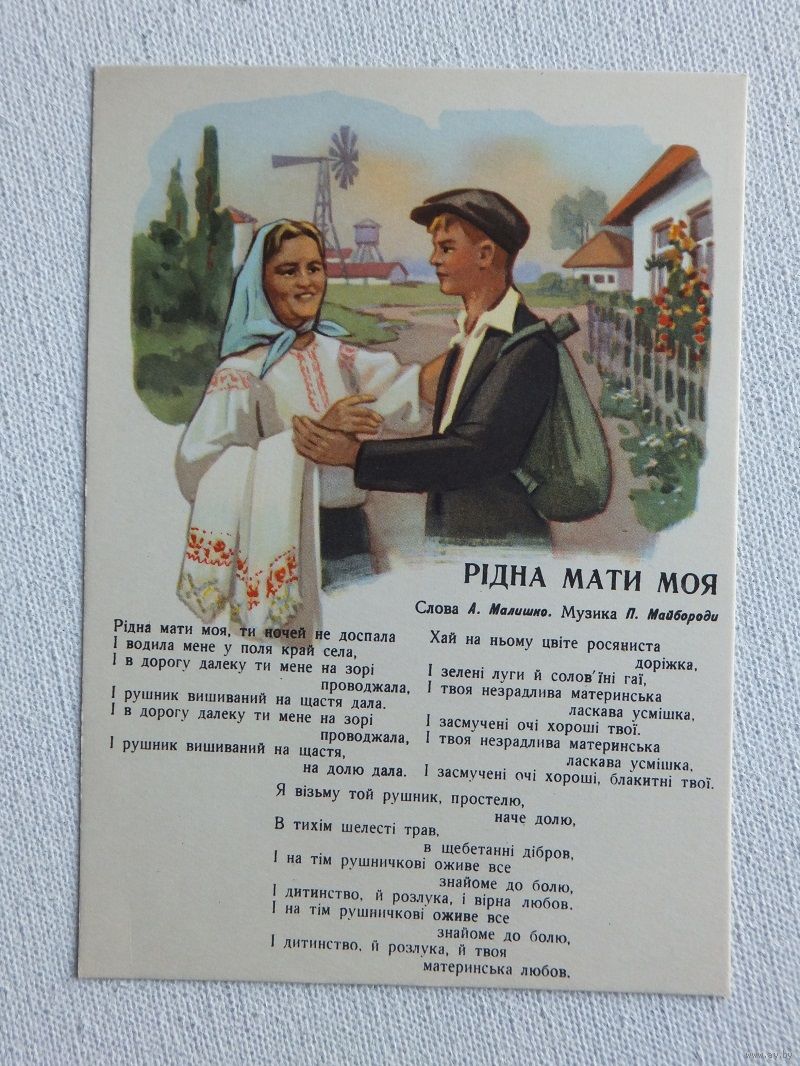 РІДНА МАТИ МОЯ
Слова А. Малишко. Музика П. Майбороди
Рідна мати моя, ти ночей не доспала
І водила мене у поля край села,
І в дорогу далеку ти мене на зорі
проводжала,
І рушник вишиваний на щастя дала.
І в дорогу далеку ти мене на зорі
проводжала,
І рушник вишиваний на щастя,
на долю дала.
Хай на ньому цвіте росяниста
доріжка,
І зелені луги й солов'їні гаї,
І твоя незрадлива материнська
ласкава усмішка,
І засмучені очі хороші твої.
І твоя незрадлива материнська
ласкава усмішка,
І засмучені очі хороші, блакитні твої.
Я візьму той рушник, простелю,
наче долю,
В тихім шелесті трав,
в щебетанні дібров,
І на тім рушничкові оживе все
знайоме до болю,
І дитинство, й розлука, і вірна любов.
І на тім рушничкові оживе все
знайоме до болю,
І дитинство, й розлука, й твоя
материнська любов.
www.ay.by